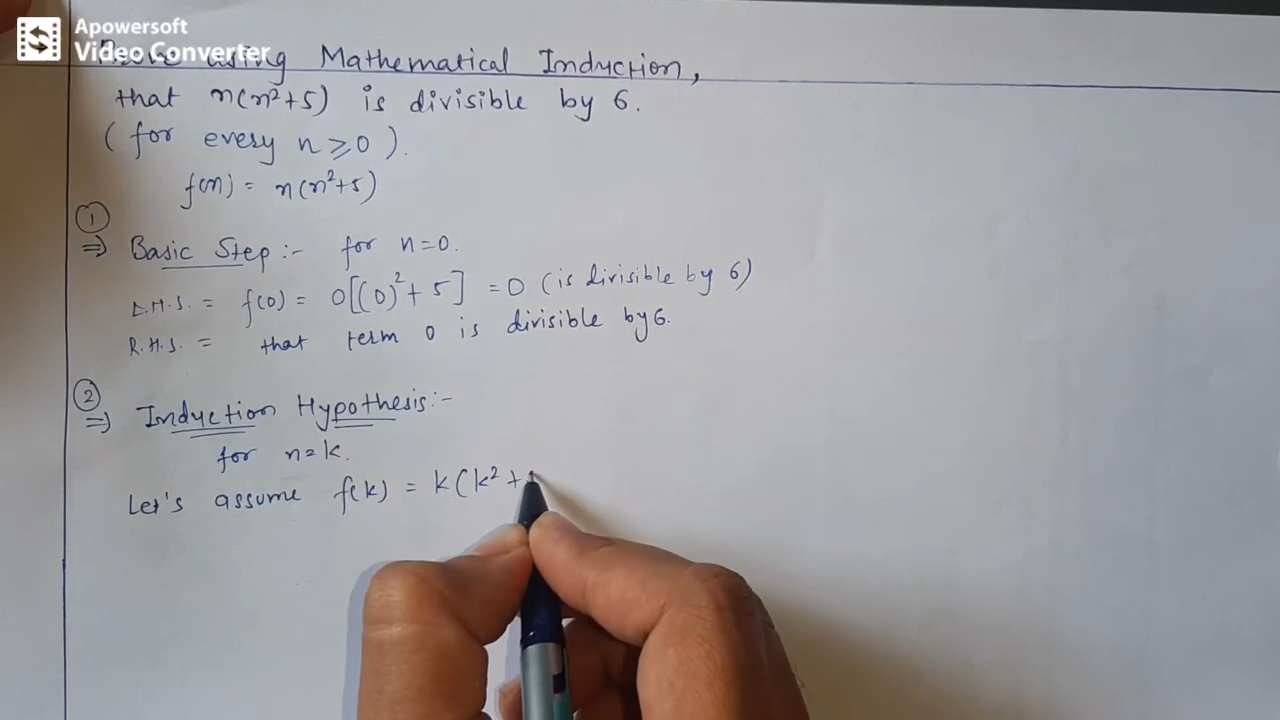 Apowersoft
Video Converter
Prove using Mathematical Induction,
that n(n²+5) is divisible by 6.
(for every n ⩾ 0).
f(n) = n(n²+5)
①
⇒ Basic Step:- for n=0.
L.H.S. = f(0) = 0[(0)²+5] = 0 (is divisible by 6)
R.H.S. = that term 0 is divisible by 6.
②
⇒ Induction Hypothesis:-
for n=k.
Let's assume f(k) = k(k²+